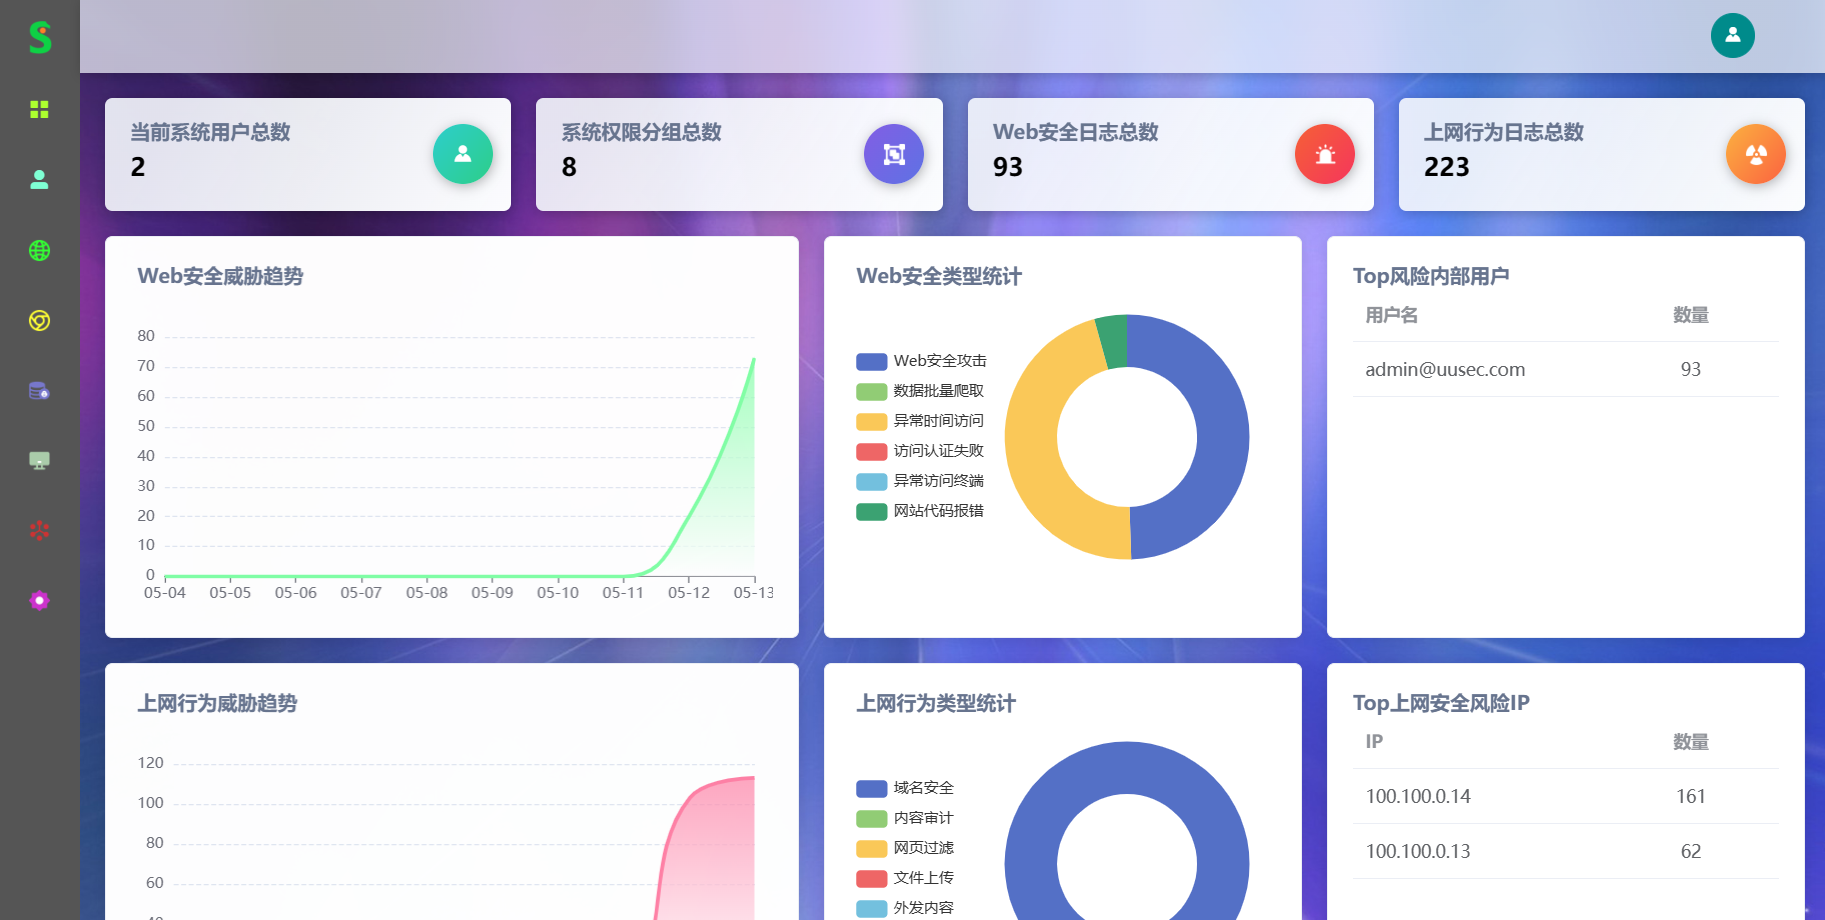 当前系统用户总数
2
系统权限分组总数
8
Web安全日志总数
93
上网行为日志总数
223
Web安全威胁趋势
80
70
60
50
40
30
20
10
0
05-04 05-05 05-06 05-07 05-08 05-09 05-10 05-11 05-12 05-13
Web安全类型统计
Web安全攻击
数据批量爬取
异常时间访问
访问认证失败
异常访问终端
网站代码报错
Top风险内部用户
用户名 数量
admin@uusec.com 93
上网行为威胁趋势
120
100
80
60
40
上网行为类型统计
域名安全
内容审计
网页过滤
文件上传
外发内容
Top上网安全风险IP
IP 数量
100.100.0.14 161
100.100.0.13 62